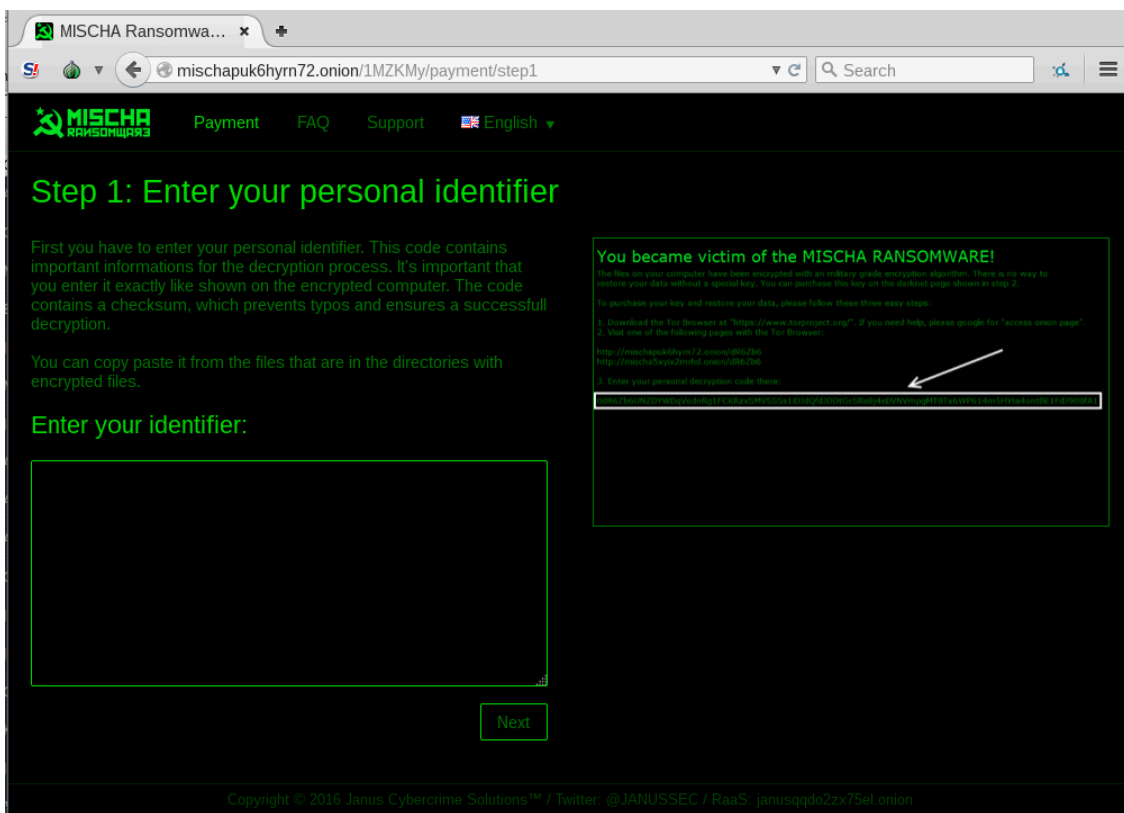 MISCHA Ransomwa...
mischapuk6hyrn72.onion/1MZKMy/payment/step1
Search
MISCHA
RANSOMWARE
Payment FAQ Support English
Step 1: Enter your personal identifier
First you have to enter your personal identifier. This code contains
important informations for the decryption process. It's important that
you enter it exactly like shown on the encrypted computer. The code
contains a checksum, which prevents typos and ensures a successfull
decryption.
You can copy paste it from the files that are in the directories with
encrypted files.
Enter your identifier:
Next
You became victim of the MISCHA RANSOMWARE!
The files on your computer have been encrypted with an military grade encryption algorithm. There is no way to
restore your data without a special key. You can purchase this key on the darknet page shown in step 2.
To purchase your key and restore your data, please follow these three easy steps:
1. Download the Tor Browser at "https://www.torproject.org/". If you need help, please google for "access onion page".
2. Visit one of the following pages with the Tor Browser:
http://mischapuk6hyrn72.onion/dR6Zb6
3. Enter your personal decryption code there:
Copyright © 2016 Janus Cybercrime Solutions™ / Twitter: @JANUSSEC / RaaS: janusqqdo2zx75el.onion